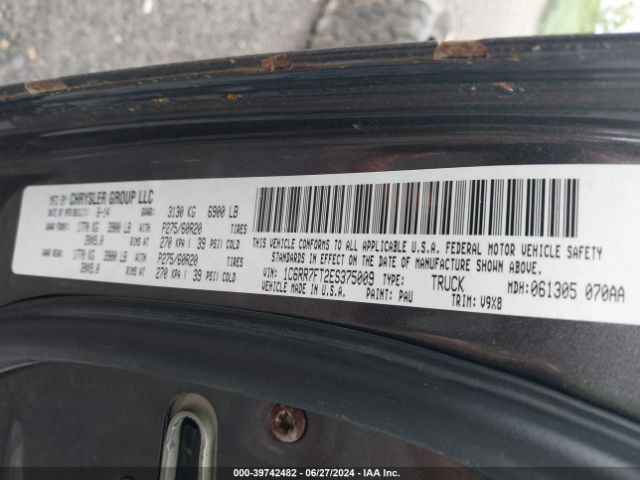 MFD BY CHRYSLER GROUP LLC
DATE OF MFR/BUILT: 6-14 GVWR: 3130 KG 6900 LB
GAWR FRONT: 1770 KG 3900 LB WITH P275/60R20 TIRES
20X9.0 RIMS AT 270 KPA ( 39 PSI) COLD
GAWR REAR: 1770 KG 3900 LB WITH P275/60R20 TIRES
20X9.0 RIMS AT 270 KPA ( 39 PSI) COLD
THIS VEHICLE CONFORMS TO ALL APPLICABLE U.S.A. FEDERAL MOTOR VEHICLE SAFETY
STANDARDS IN EFFECT ON THE DATE OF MANUFACTURE SHOWN ABOVE.
VIN: 1C6RR7FT2ES375009 TYPE: TRUCK MDH: 061305 070AA
VEHICLE MADE IN U.S.A. PAINT: PAU TRIM: V9X8
000-39742482 - 06/27/2024 - IAA Inc.